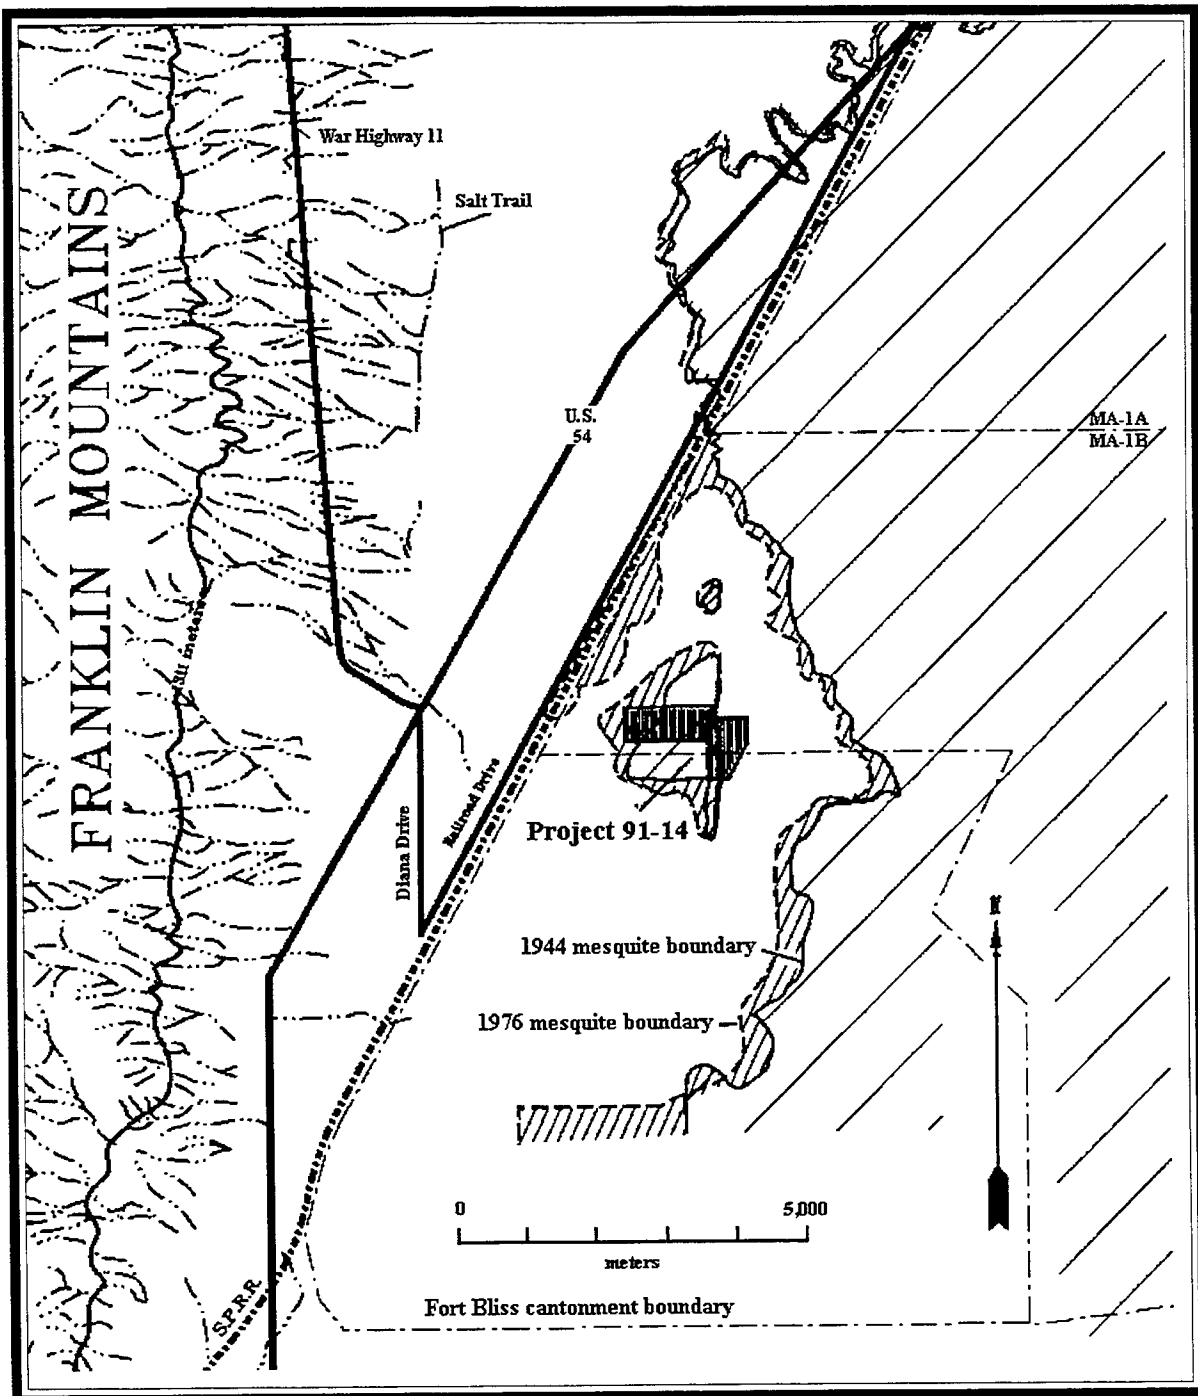 War Highway 11
Salt Trail
FRANKLIN MOUNTAINS
U.S.
54
MA-1A
MA-1B
Railroad Drive
Diana Drive
Project 91-14
N
1944 mesquite boundary
1976 mesquite boundary
0 5,000
meters
S.P.R.R.
Fort Bliss cantonment boundary